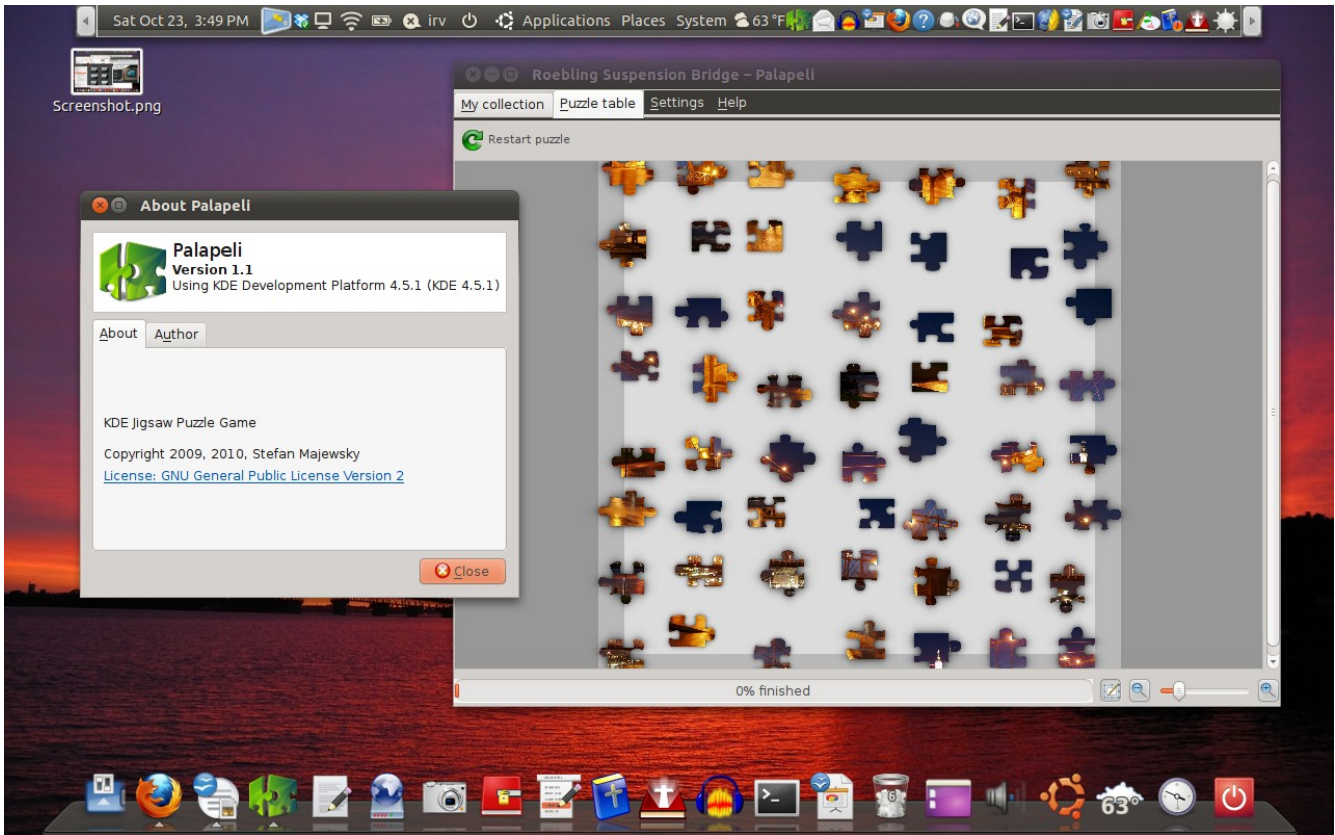 Sat Oct 23, 3:49 PM irv Applications Places System 63 °F
Screenshot.png
Roebling Suspension Bridge – Palapeli
My collection Puzzle table Settings Help
Restart puzzle
About Palapeli
Palapeli
Version 1.1
Using KDE Development Platform 4.5.1 (KDE 4.5.1)
About Author
KDE Jigsaw Puzzle Game
Copyright 2009, 2010, Stefan Majewsky
License: GNU General Public License Version 2
Close
0% finished
6
63°